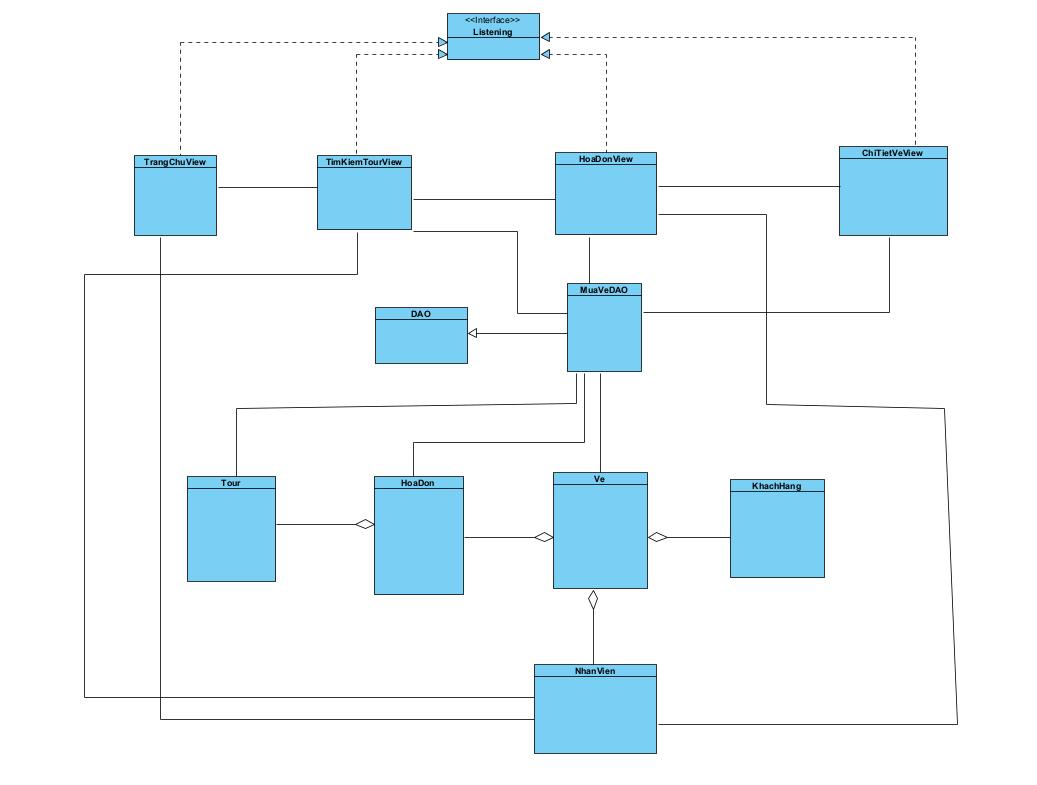 <<Interface>>
Listening
TrangChuView
TimKiemTourView
HoaDonView
ChiTietVeView
MuaVeDAO
DAO
Tour
HoaDon
Ve
KhachHang
NhanVien